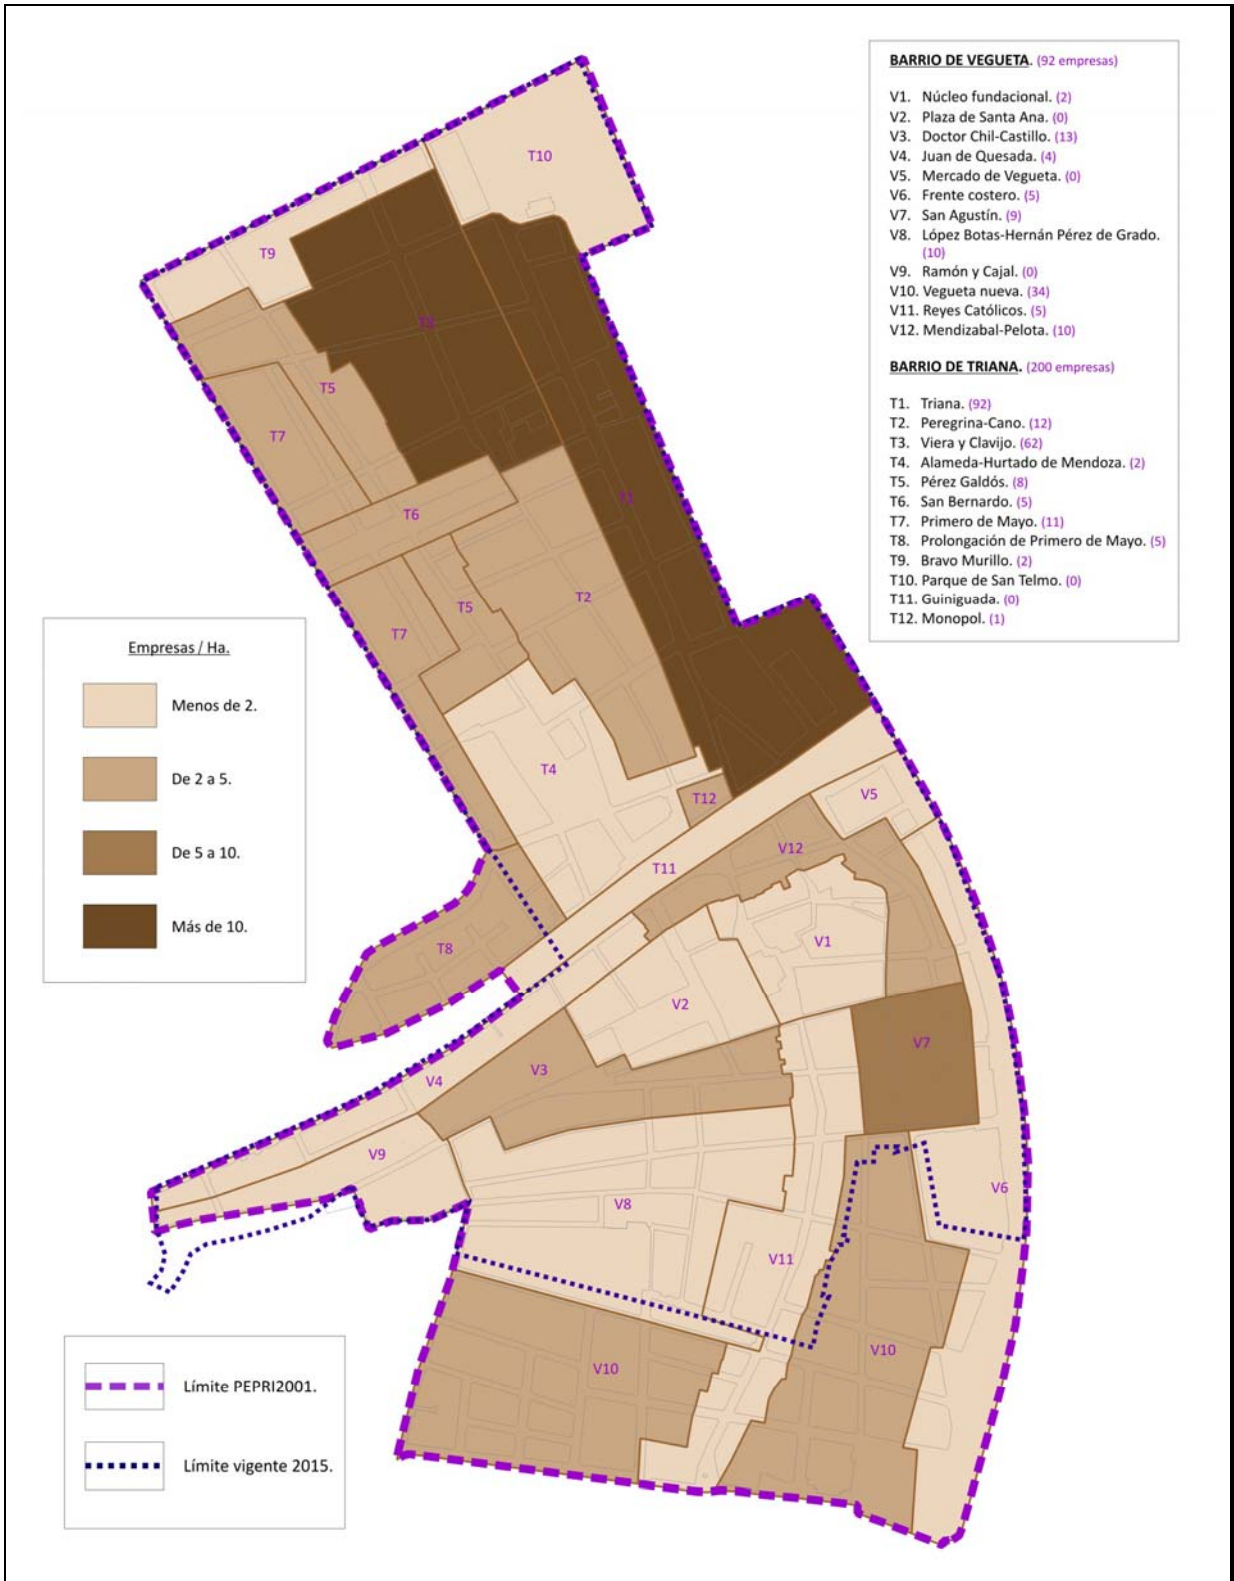 BARRIO DE VEGUETA. (92 empresas)
V1. Núcleo fundacional. (2)
V2. Plaza de Santa Ana. (0)
V3. Doctor Chil-Castillo. (13)
V4. Juan de Quesada. (4)
V5. Mercado de Vegueta. (0)
V6. Frente costero. (5)
V7. San Agustín. (9)
V8. López Botas-Hernán Pérez de Grado.
(10)
V9. Ramón y Cajal. (0)
V10. Vegueta nueva. (34)
V11. Reyes Católicos. (5)
V12. Mendizabal-Pelota. (10)
BARRIO DE TRIANA. (200 empresas)
T1. Triana. (92)
T2. Peregrina-Cano. (12)
T3. Viera y Clavijo. (62)
T4. Alameda-Hurtado de Mendoza. (2)
T5. Pérez Galdós. (8)
T6. San Bernardo. (5)
T7. Primero de Mayo. (11)
T8. Prolongación de Primero de Mayo. (5)
T9. Bravo Murillo. (2)
T10. Parque de San Telmo. (0)
T11. Guiniguada. (0)
T12. Monopol. (1)
T10
T9
T3
T5
T7
T1
T6
T2
T5
T7
T4
T12
V5
V12
T11
V1
T8
V2
V7
V3
V4
V9
V6
V8
V11
V10
V10
Empresas / Ha.
Menos de 2.
De 2 a 5.
De 5 a 10.
Más de 10.
Límite PEPRI2001.
Límite vigente 2015.